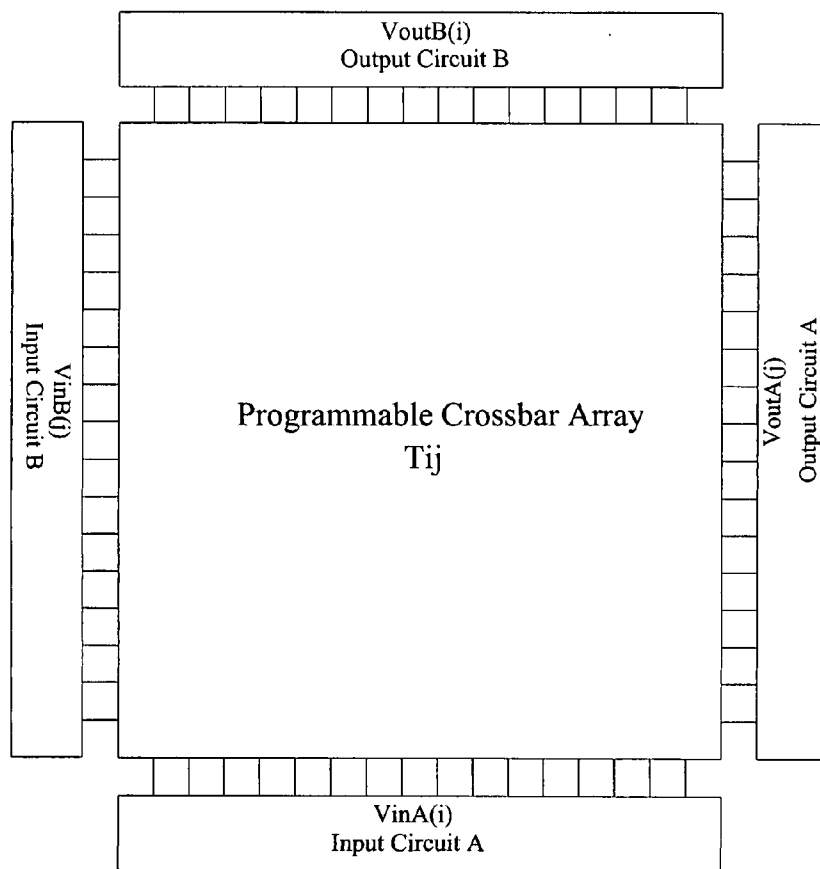 VoutB(i)
Output Circuit B
VinB(j)
Input Circuit B
Programmable Crossbar Array
Tij
VoutA(j)
Output Circuit A
VinA(i)
Input Circuit A